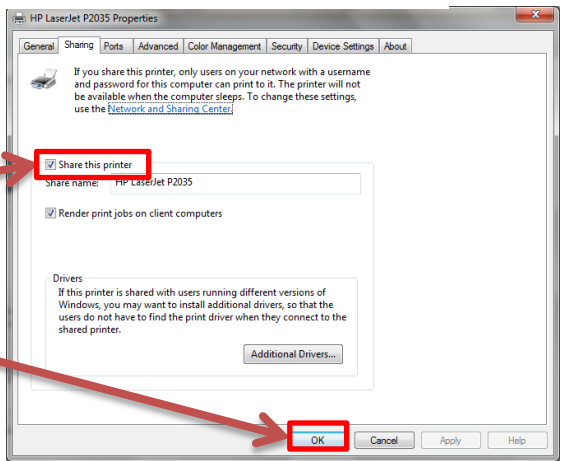 HP LaserJet P2035 Properties
General Sharing Ports Advanced Color Management Security Device Settings About
If you share this printer, only users on your network with a username
and password for this computer can print to it. The printer will not
be available when the computer sleeps. To change these settings,
use the Network and Sharing Center.
Share this printer
Share name: HP LaserJet P2035
Render print jobs on client computers
Drivers
If this printer is shared with users running different versions of
Windows, you may want to install additional drivers, so that the
users do not have to find the print driver when they connect to the
shared printer.
Additional Drivers...
OK Cancel Apply Help